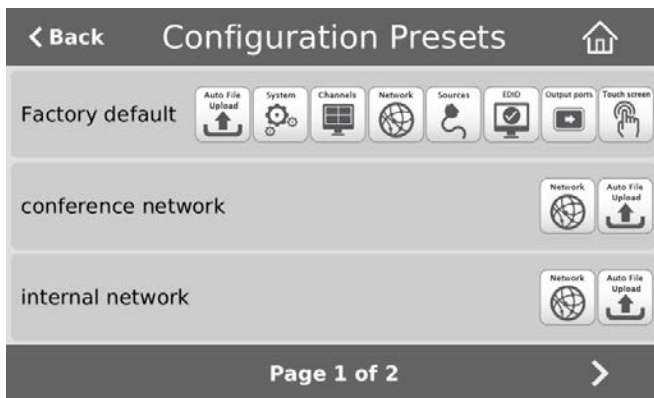 Back
Configuration Presets
Factory default
Auto File
Upload
System
Channels
Network
Sources
EDID
Output ports
Touch screen
conference network
Network
Auto File
Upload
internal network
Network
Auto File
Upload
Page 1 of 2